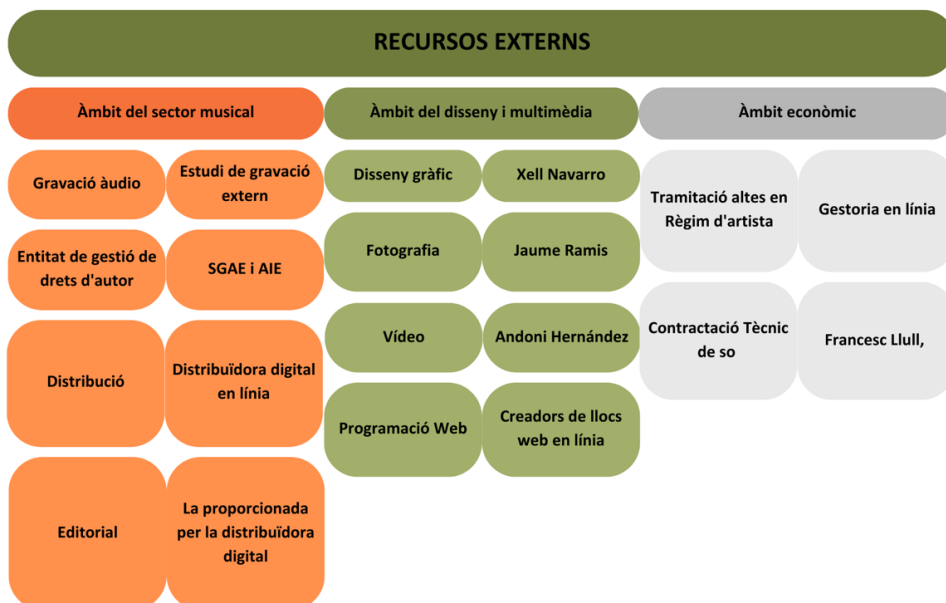 RECURSOS EXTERNS
Àmbit del sector musical
Gravació àudio
Estudi de gravació
extern
Entitat de gestió de
drets d'autor
SGAE i AIE
Distribució
Distribuïdora digital
en línia
Editorial
La proporcionada
per la distribuïdora
digital
Àmbit del disseny i multimèdia
Disseny gràfic
Xell Navarro
Fotografia
Jaume Ramis
Vídeo
Andoni Hernández
Programació Web
Creadors de llocs
web en línia
Àmbit econòmic
Tramitació altes en
Règim d'artista
Gestoria en línia
Contractació Tècnic
de so
Francesc Llull,